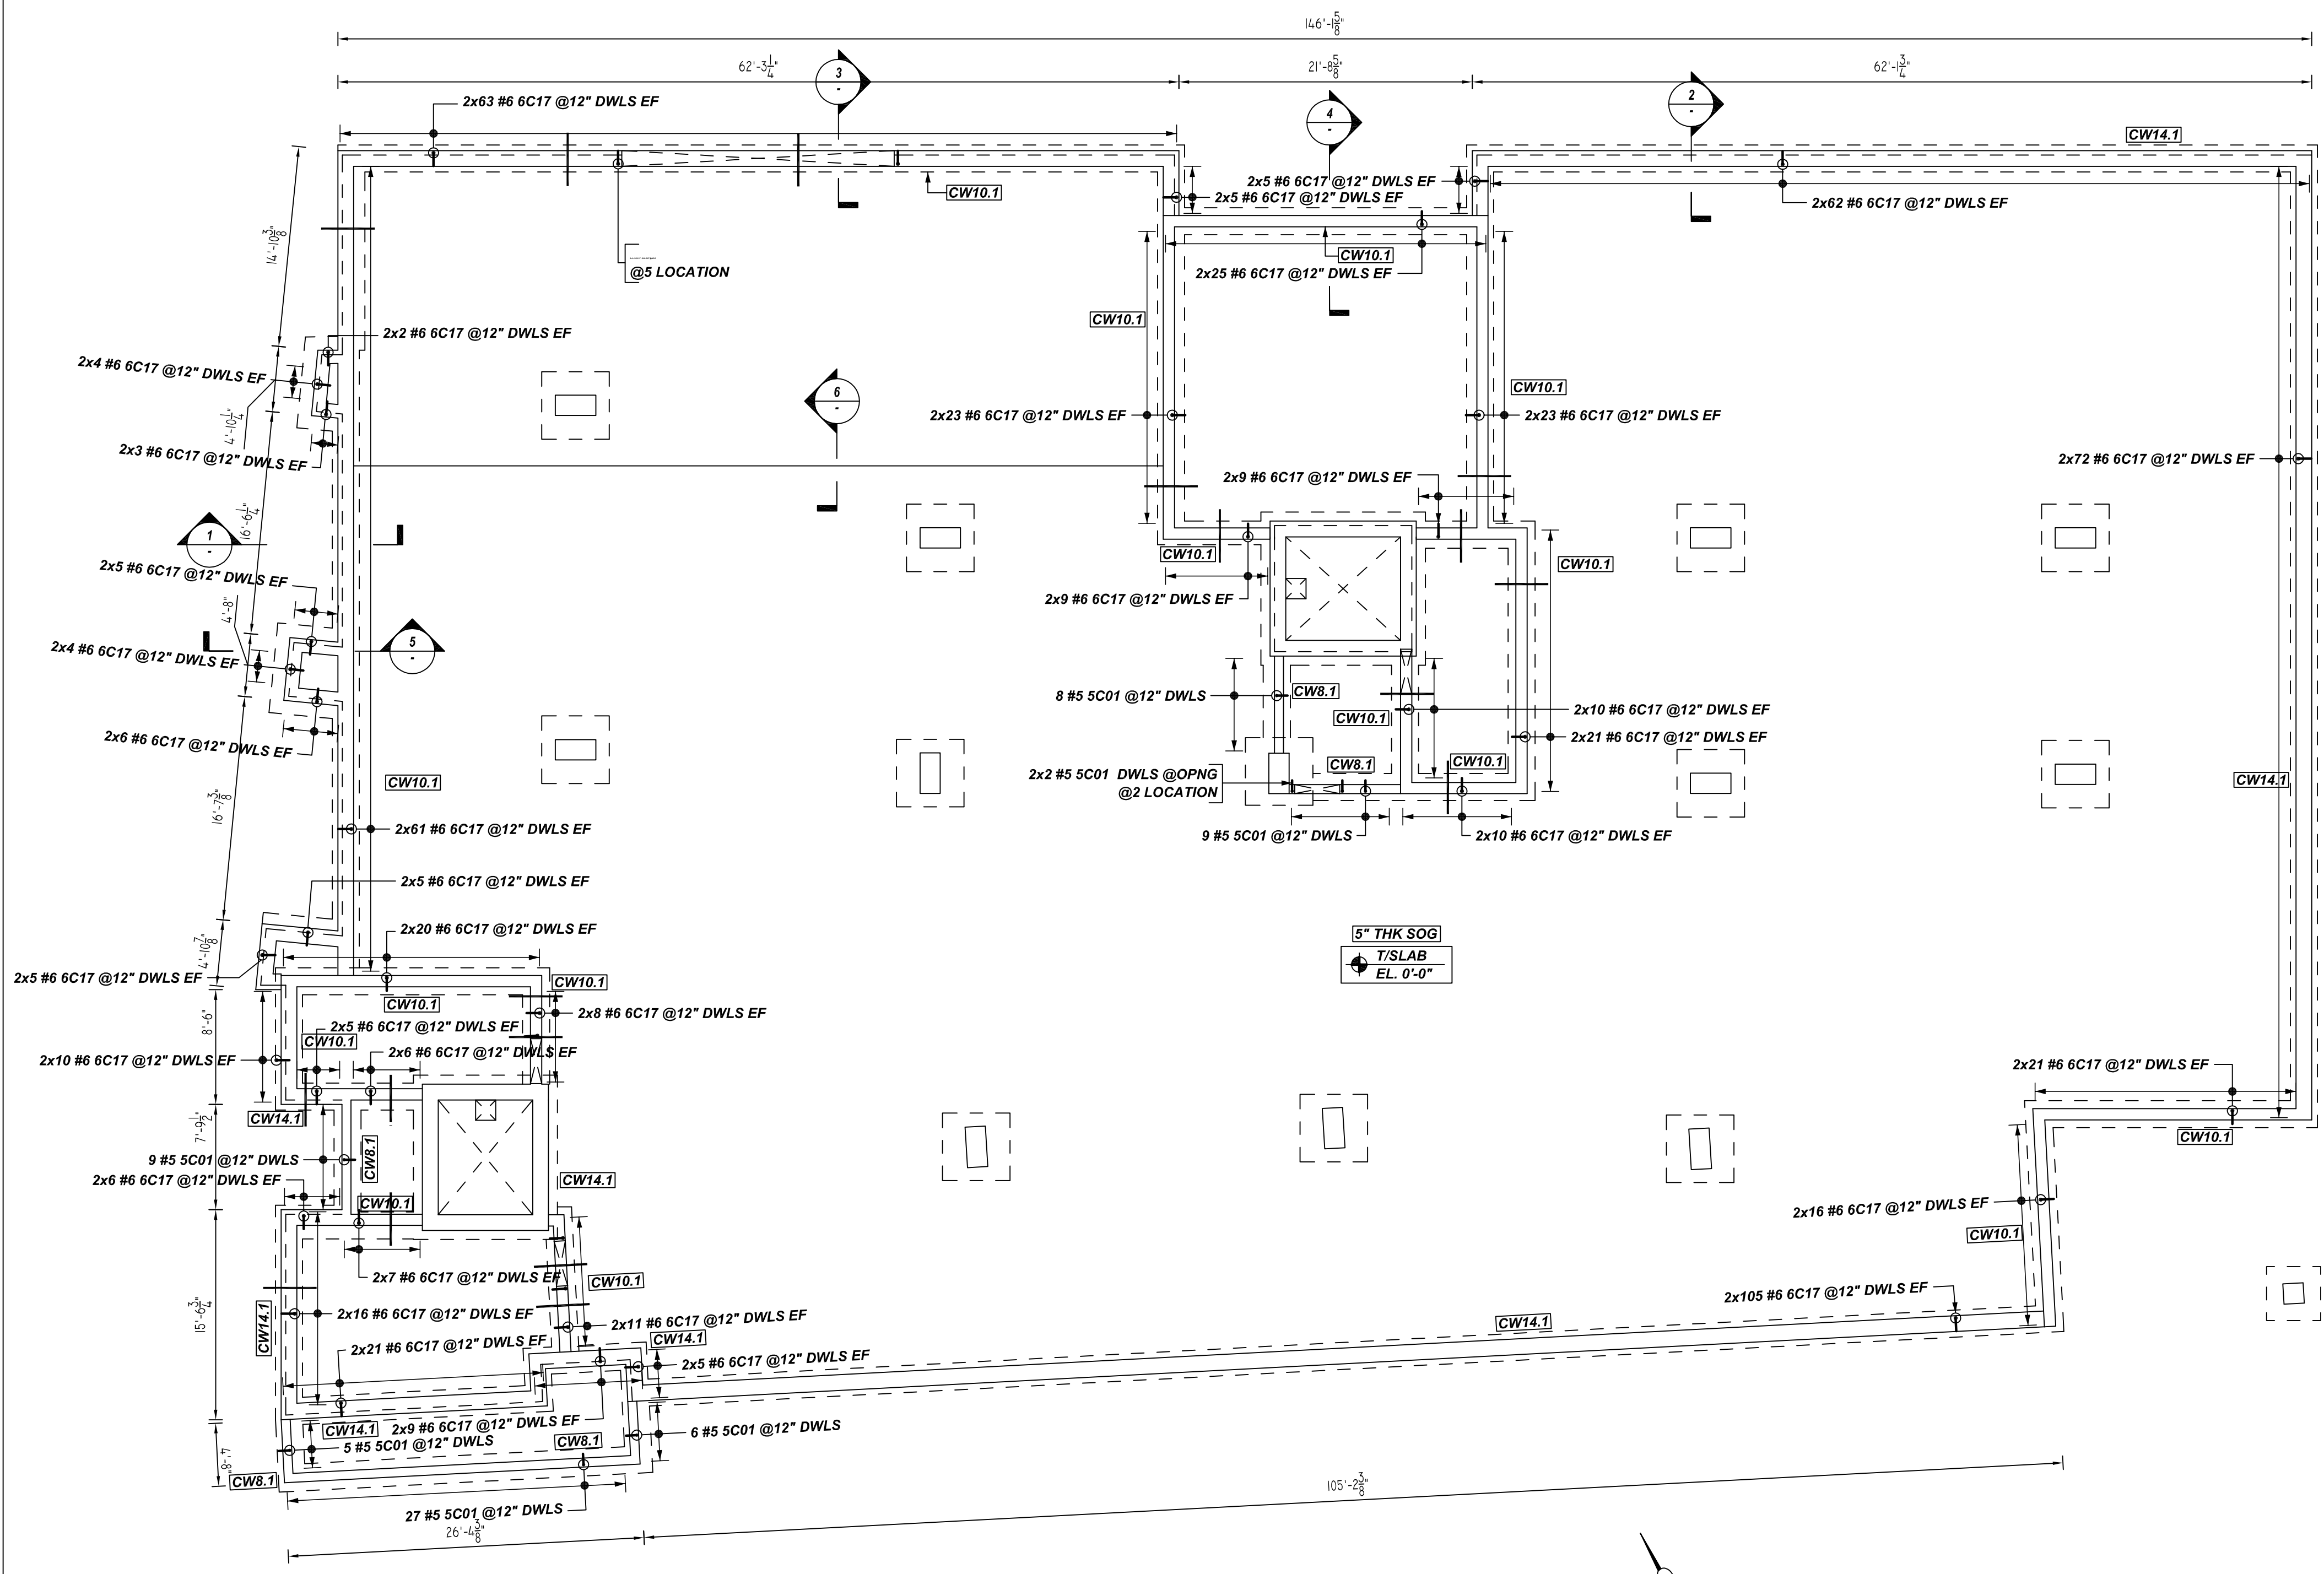 146'-1 5/8"
62'-3 1/4"
21'-8 5/8"
62'-1 3/4"
3
-
4
-
2
-
2x63 #6 6C17 @12" DWLS EF
CW14.1
2x5 #6 6C17 @12" DWLS EF
2x5 #6 6C17 @12" DWLS EF
CW10.1
2x62 #6 6C17 @12" DWLS EF
14'-10 3/8"
@5 LOCATION
CW10.1
2x25 #6 6C17 @12" DWLS EF
CW10.1
2x2 #6 6C17 @12" DWLS EF
2x4 #6 6C17 @12" DWLS EF
4'-10 1/4"
2x3 #6 6C17 @12" DWLS EF
6
-
CW10.1
2x23 #6 6C17 @12" DWLS EF
2x23 #6 6C17 @12" DWLS EF
2x72 #6 6C17 @12" DWLS EF
2x9 #6 6C17 @12" DWLS EF
16'-6 1/4"
1
-
CW10.1
CW10.1
2x5 #6 6C17 @12" DWLS EF
4'-8"
2x9 #6 6C17 @12" DWLS EF
2x4 #6 6C17 @12" DWLS EF
5
-
8 #5 5C01 @12" DWLS
CW8.1
CW10.1
2x10 #6 6C17 @12" DWLS EF
2x6 #6 6C17 @12" DWLS EF
2x21 #6 6C17 @12" DWLS EF
CW10.1
16'-7 3/8"
2x2 #5 5C01 DWLS @OPNG
@2 LOCATION
CW8.1
CW10.1
CW14.1
2x61 #6 6C17 @12" DWLS EF
9 #5 5C01 @12" DWLS
2x10 #6 6C17 @12" DWLS EF
2x5 #6 6C17 @12" DWLS EF
4'-10 7/8"
2x20 #6 6C17 @12" DWLS EF
5" THK SOG
T/SLAB
EL. 0'-0"
2x5 #6 6C17 @12" DWLS EF
CW10.1
CW10.1
8'-6"
2x8 #6 6C17 @12" DWLS EF
2x5 #6 6C17 @12" DWLS EF
CW10.1
2x6 #6 6C17 @12" DWLS EF
2x10 #6 6C17 @12" DWLS EF
2x21 #6 6C17 @12" DWLS EF
CW14.1
7'-9 1/2"
CW10.1
9 #5 5C01 @12" DWLS
CW8.1
2x6 #6 6C17 @12" DWLS EF
CW14.1
CW10.1
2x16 #6 6C17 @12" DWLS EF
CW10.1
2x7 #6 6C17 @12" DWLS EF
CW10.1
15'-6 3/4"
2x105 #6 6C17 @12" DWLS EF
CW14.1
2x16 #6 6C17 @12" DWLS EF
CW14.1
2x11 #6 6C17 @12" DWLS EF
2x21 #6 6C17 @12" DWLS EF
CW14.1
2x5 #6 6C17 @12" DWLS EF
CW14.1
2x9 #6 6C17 @12" DWLS EF
6 #5 5C01 @12" DWLS
5 #5 5C01 @12" DWLS
CW8.1
4'-8"
CW8.1
27 #5 5C01 @12" DWLS
26'-4 3/8"
105'-2 3/8"